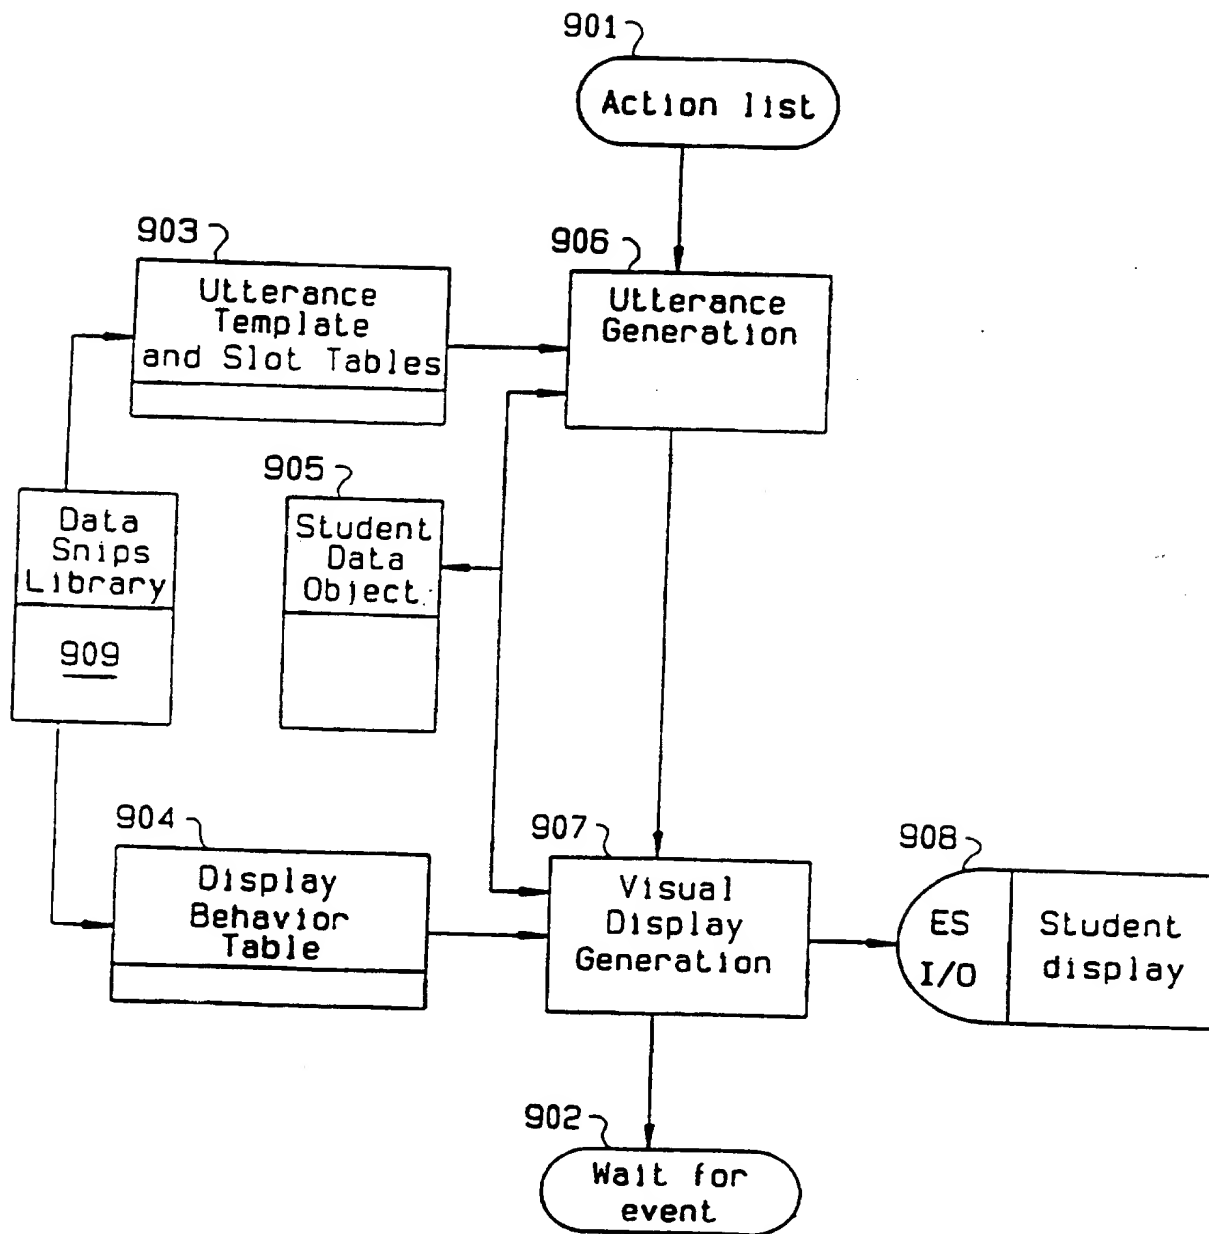 901
Action list
903
Utterance
Template
and Slot Tables
906
Utterance
Generation
905
Student
Data
Object
Data
Snips
Library
909
904
Display
Behavior
Table
907
Visual
Display
Generation
908
ES
I/O
Student
display
902
Wait for
event